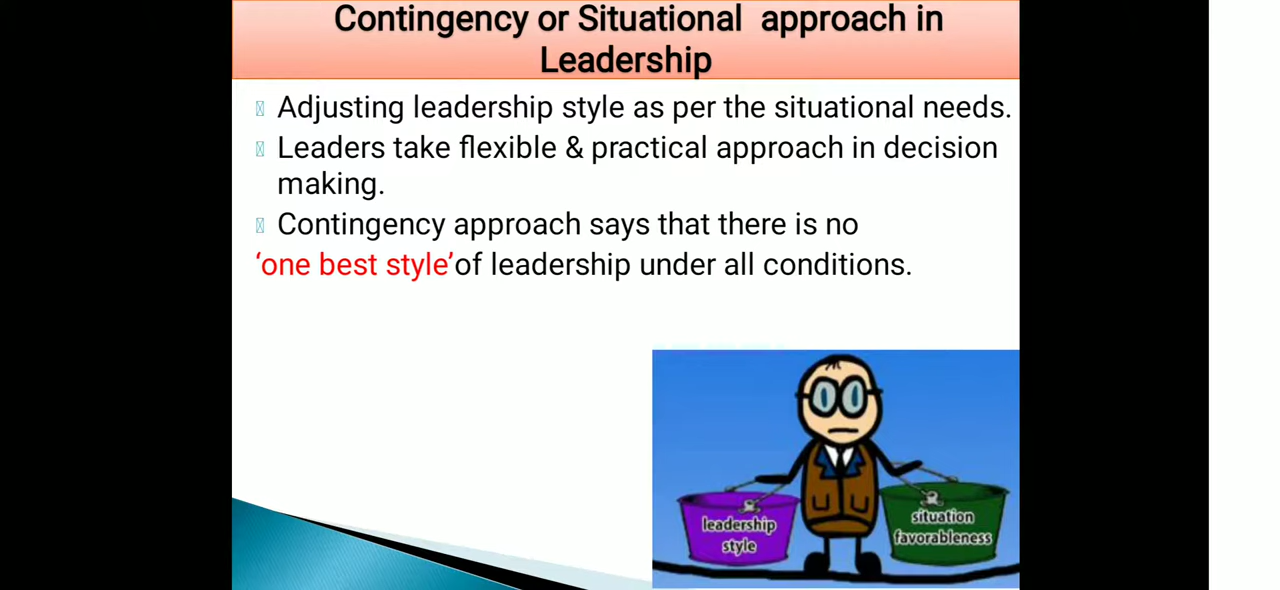 Contingency or Situational approach in
Leadership
Adjusting leadership style as per the situational needs.
Leaders take flexible & practical approach in decision
making.
Contingency approach says that there is no
‘one best style’of leadership under all conditions.
leadership
style
situation
favorableness